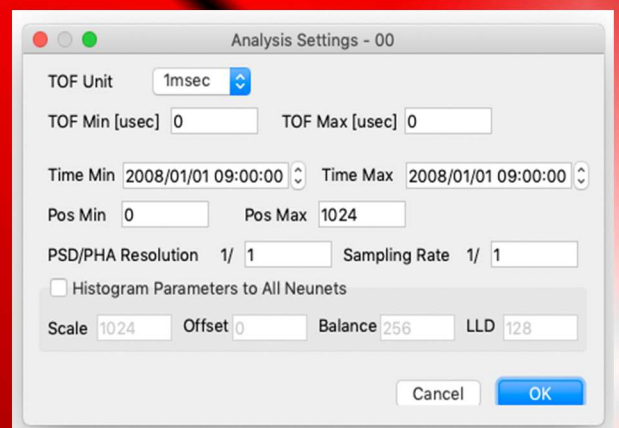 Analysis Settings - 00
TOF Unit 1msec
TOF Min [usec] 0 TOF Max [usec] 0
Time Min 2008/01/01 09:00:00 Time Max 2008/01/01 09:00:00
Pos Min 0 Pos Max 1024
PSD/PHA Resolution 1/ 1 Sampling Rate 1/ 1
Histogram Parameters to All Neunets
Scale 1024 Offset 0 Balance 256 LLD 128
Cancel OK